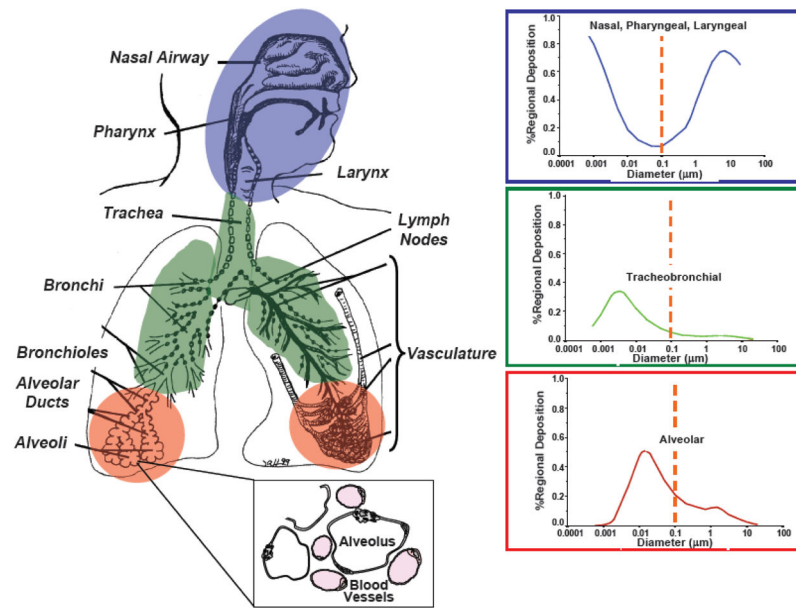 Nasal Airway
Pharynx
Larynx
Trachea
Lymph
Nodes
Bronchi
Bronchioles
Vasculature
Alveolar
Ducts
Alveoli
Alveolus
Blood
Vessels
Nasal, Pharyngeal, Laryngeal
%Regional Deposition
1.0
0.8
0.6
0.4
0.2
0.0
0.0001 0.001 0.01 0.1 1 10 100
Diameter (µm)
Tracheobronchial
%Regional Deposition
1.0
0.8
0.6
0.4
0.2
0.0
0.0001 0.001 0.01 0.1 1 10 100
Diameter (µm)
Alveolar
%Regional Deposition
1.0
0.8
0.6
0.4
0.2
0.0
0.0001 0.001 0.01 0.1 1 10 100
Diameter (µm)